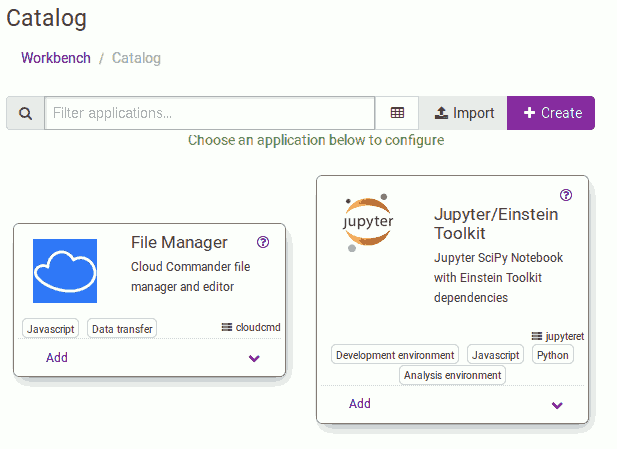 Catalog
Workbench / Catalog
Filter applications...
Import
Create
Choose an application below to configure
File Manager
Cloud Commander file
manager and editor
Javascript
Data transfer
cloudcmd
Add
jupyter
Jupyter/Einstein
Toolkit
Jupyter SciPy Notebook
with Einstein Toolkit
dependencies
jupyteret
Development environment
Javascript
Python
Analysis environment
Add